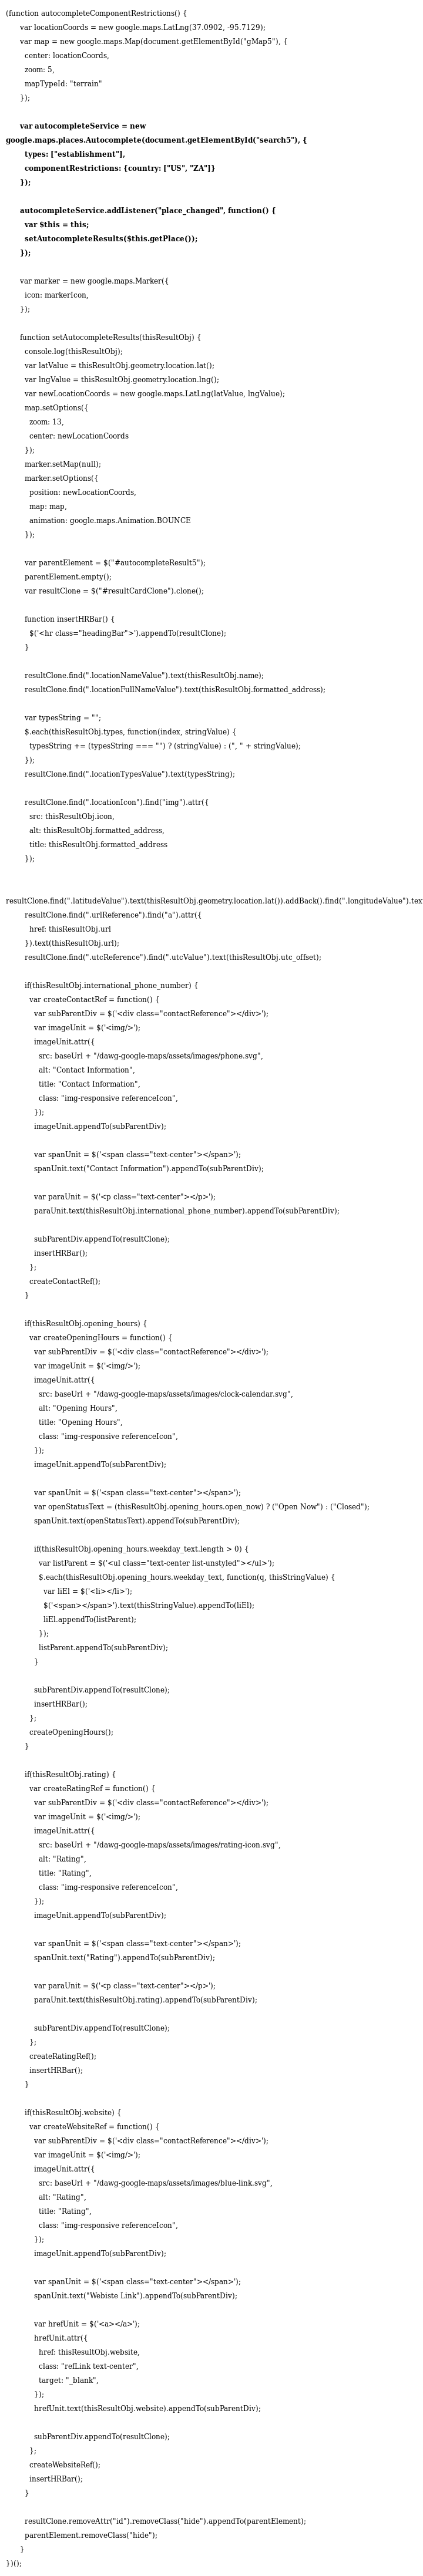 (function autocompleteComponentRestrictions() {
var locationCoords = new google.maps.LatLng(37.0902, -95.7129);
var map = new google.maps.Map(document.getElementById("gMap5"), {
center: locationCoords,
zoom: 5,
mapTypeId: "terrain"
});
var autocompleteService = new
google.maps.places.Autocomplete(document.getElementById("search5"), {
types: ["establishment"],
componentRestrictions: {country: ["US", "ZA"]}
});
autocompleteService.addListener("place_changed", function() {
var $this = this;
setAutocompleteResults($this.getPlace());
});
var marker = new google.maps.Marker({
icon: markerIcon,
});
function setAutocompleteResults(thisResultObj) {
console.log(thisResultObj);
var latValue = thisResultObj.geometry.location.lat();
var lngValue = thisResultObj.geometry.location.lng();
var newLocationCoords = new google.maps.LatLng(latValue, lngValue);
map.setOptions({
zoom: 13,
center: newLocationCoords
});
marker.setMap(null);
marker.setOptions({
position: newLocationCoords,
map: map,
animation: google.maps.Animation.BOUNCE
});
var parentElement = $("#autocompleteResult5");
parentElement.empty();
var resultClone = $("#resultCardClone").clone();
function insertHRBar() {
$('<hr class="headingBar">').appendTo(resultClone);
}
resultClone.find(".locationNameValue").text(thisResultObj.name);
resultClone.find(".locationFullNameValue").text(thisResultObj.formatted_address);
var typesString = "";
$.each(thisResultObj.types, function(index, stringValue) {
typesString += (typesString === "") ? (stringValue) : (", " + stringValue);
});
resultClone.find(".locationTypesValue").text(typesString);
resultClone.find(".locationIcon").find("img").attr({
src: thisResultObj.icon,
alt: thisResultObj.formatted_address,
title: thisResultObj.formatted_address
});
resultClone.find(".latitudeValue").text(thisResultObj.geometry.location.lat()).addBack().find(".longitudeValue").tex
resultClone.find(".urlReference").find("a").attr({
href: thisResultObj.url
}).text(thisResultObj.url);
resultClone.find(".utcReference").find(".utcValue").text(thisResultObj.utc_offset);
if(thisResultObj.international_phone_number) {
var createContactRef = function() {
var subParentDiv = $('<div class="contactReference"></div>');
var imageUnit = $('<img/>');
imageUnit.attr({
src: baseUrl + "/dawg-google-maps/assets/images/phone.svg",
alt: "Contact Information",
title: "Contact Information",
class: "img-responsive referenceIcon",
});
imageUnit.appendTo(subParentDiv);
var spanUnit = $('<span class="text-center"></span>');
spanUnit.text("Contact Information").appendTo(subParentDiv);
var paraUnit = $('<p class="text-center"></p>');
paraUnit.text(thisResultObj.international_phone_number).appendTo(subParentDiv);
subParentDiv.appendTo(resultClone);
insertHRBar();
};
createContactRef();
}
if(thisResultObj.opening_hours) {
var createOpeningHours = function() {
var subParentDiv = $('<div class="contactReference"></div>');
var imageUnit = $('<img/>');
imageUnit.attr({
src: baseUrl + "/dawg-google-maps/assets/images/clock-calendar.svg",
alt: "Opening Hours",
title: "Opening Hours",
class: "img-responsive referenceIcon",
});
imageUnit.appendTo(subParentDiv);
var spanUnit = $('<span class="text-center"></span>');
var openStatusText = (thisResultObj.opening_hours.open_now) ? ("Open Now") : ("Closed");
spanUnit.text(openStatusText).appendTo(subParentDiv);
if(thisResultObj.opening_hours.weekday_text.length > 0) {
var listParent = $('<ul class="text-center list-unstyled"></ul>');
$.each(thisResultObj.opening_hours.weekday_text, function(q, thisStringValue) {
var liEl = $('<li></li>');
$('<span></span>').text(thisStringValue).appendTo(liEl);
liEl.appendTo(listParent);
});
listParent.appendTo(subParentDiv);
}
subParentDiv.appendTo(resultClone);
insertHRBar();
};
createOpeningHours();
}
if(thisResultObj.rating) {
var createRatingRef = function() {
var subParentDiv = $('<div class="contactReference"></div>');
var imageUnit = $('<img/>');
imageUnit.attr({
src: baseUrl + "/dawg-google-maps/assets/images/rating-icon.svg",
alt: "Rating",
title: "Rating",
class: "img-responsive referenceIcon",
});
imageUnit.appendTo(subParentDiv);
var spanUnit = $('<span class="text-center"></span>');
spanUnit.text("Rating").appendTo(subParentDiv);
var paraUnit = $('<p class="text-center"></p>');
paraUnit.text(thisResultObj.rating).appendTo(subParentDiv);
subParentDiv.appendTo(resultClone);
};
createRatingRef();
insertHRBar();
}
if(thisResultObj.website) {
var createWebsiteRef = function() {
var subParentDiv = $('<div class="contactReference"></div>');
var imageUnit = $('<img/>');
imageUnit.attr({
src: baseUrl + "/dawg-google-maps/assets/images/blue-link.svg",
alt: "Rating",
title: "Rating",
class: "img-responsive referenceIcon",
});
imageUnit.appendTo(subParentDiv);
var spanUnit = $('<span class="text-center"></span>');
spanUnit.text("Webiste Link").appendTo(subParentDiv);
var hrefUnit = $('<a></a>');
hrefUnit.attr({
href: thisResultObj.website,
class: "refLink text-center",
target: "_blank",
});
hrefUnit.text(thisResultObj.website).appendTo(subParentDiv);
subParentDiv.appendTo(resultClone);
};
createWebsiteRef();
insertHRBar();
}
resultClone.removeAttr("id").removeClass("hide").appendTo(parentElement);
parentElement.removeClass("hide");
}
})();